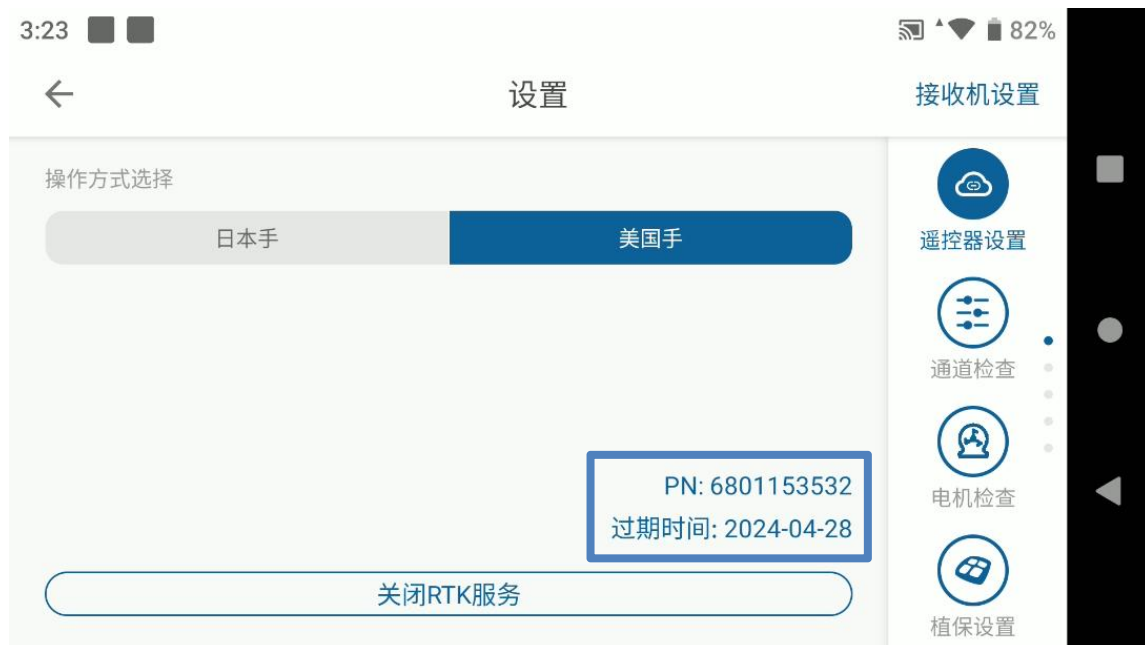 3:23
82%
设置
接收机设置
操作方式选择
日本手
美国手
遥控器设置
通道检查
电机检查
PN: 6801153532
过期时间: 2024-04-28
关闭RTK服务
植保设置